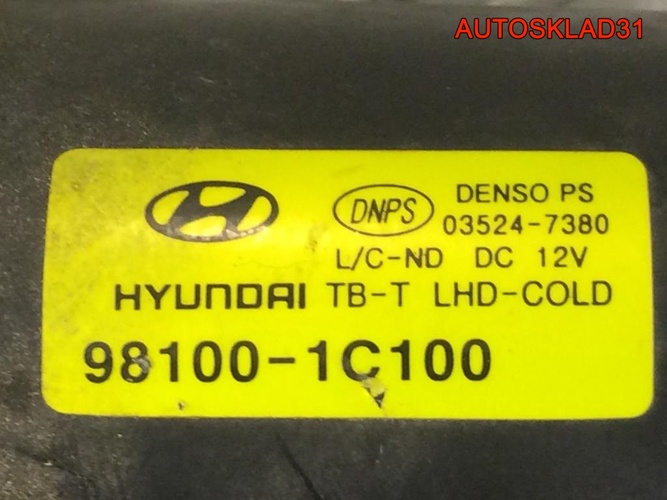 AUTOSKLAD31
DNPS DENSO PS
03524-7380
L/C-ND DC 12V
HYUNDAI TB-T LHD-COLD
98100-1C100